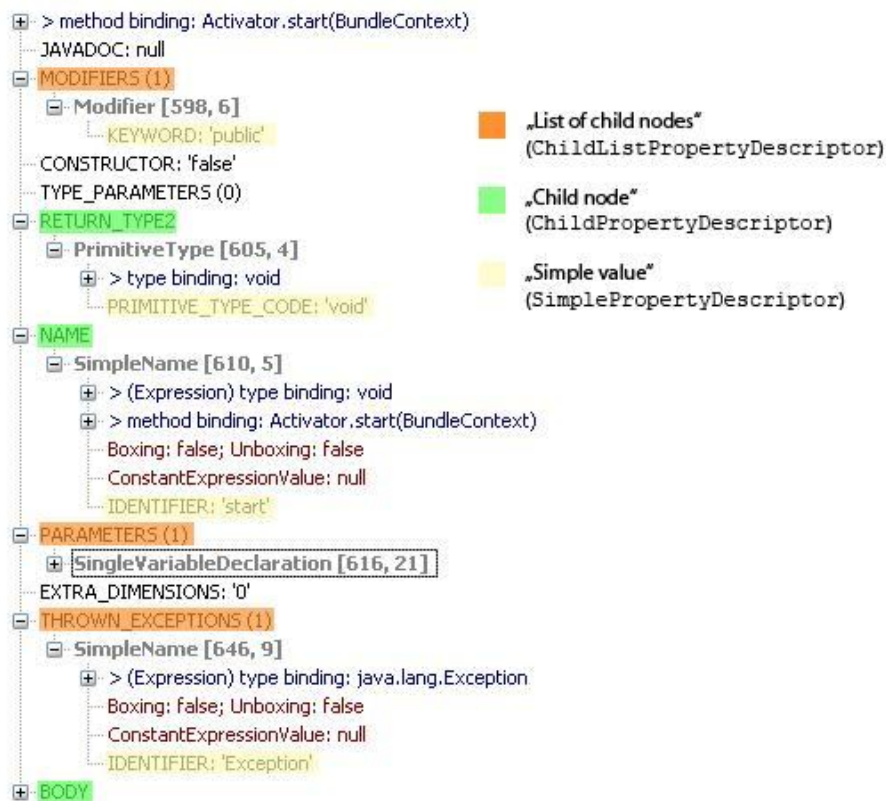 > method binding: Activator.start(BundleContext)
JAVADOC: null
MODIFIERS (1)
Modifier [598, 6]
KEYWORD: 'public'
CONSTRUCTOR: 'false'
TYPE_PARAMETERS (0)
RETURN_TYPE2
PrimitiveType [605, 4]
> type binding: void
PRIMITIVE_TYPE_CODE: 'void'
NAME
SimpleName [610, 5]
> (Expression) type binding: void
> method binding: Activator.start(BundleContext)
Boxing: false; Unboxing: false
ConstantExpressionValue: null
IDENTIFIER: 'start'
PARAMETERS (1)
SingleVariableDeclaration [616, 21]
EXTRA_DIMENSIONS: '0'
THROWN_EXCEPTIONS (1)
SimpleName [646, 9]
> (Expression) type binding: java.lang.Exception
Boxing: false; Unboxing: false
ConstantExpressionValue: null
IDENTIFIER: 'Exception'
BODY
„List of child nodes“
(ChildListPropertyDescriptor)
„Child node“
(ChildPropertyDescriptor)
„Simple value“
(SimplePropertyDescriptor)